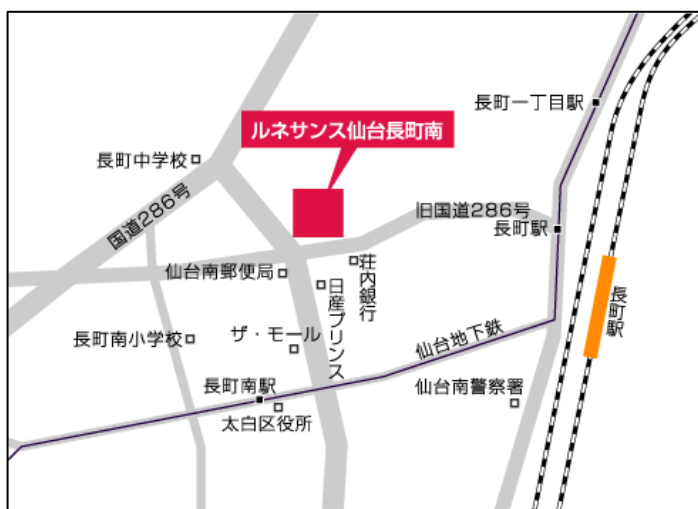 長町一丁目駅
ルネサンス仙台長町南
長町中学校
国道286号
旧国道286号
長町駅
仙台南郵便局
荘内銀行
日産プリンス
長町駅
長町南小学校
ザ・モール
仙台地下鉄
長町南駅
仙台南警察署
太白区役所